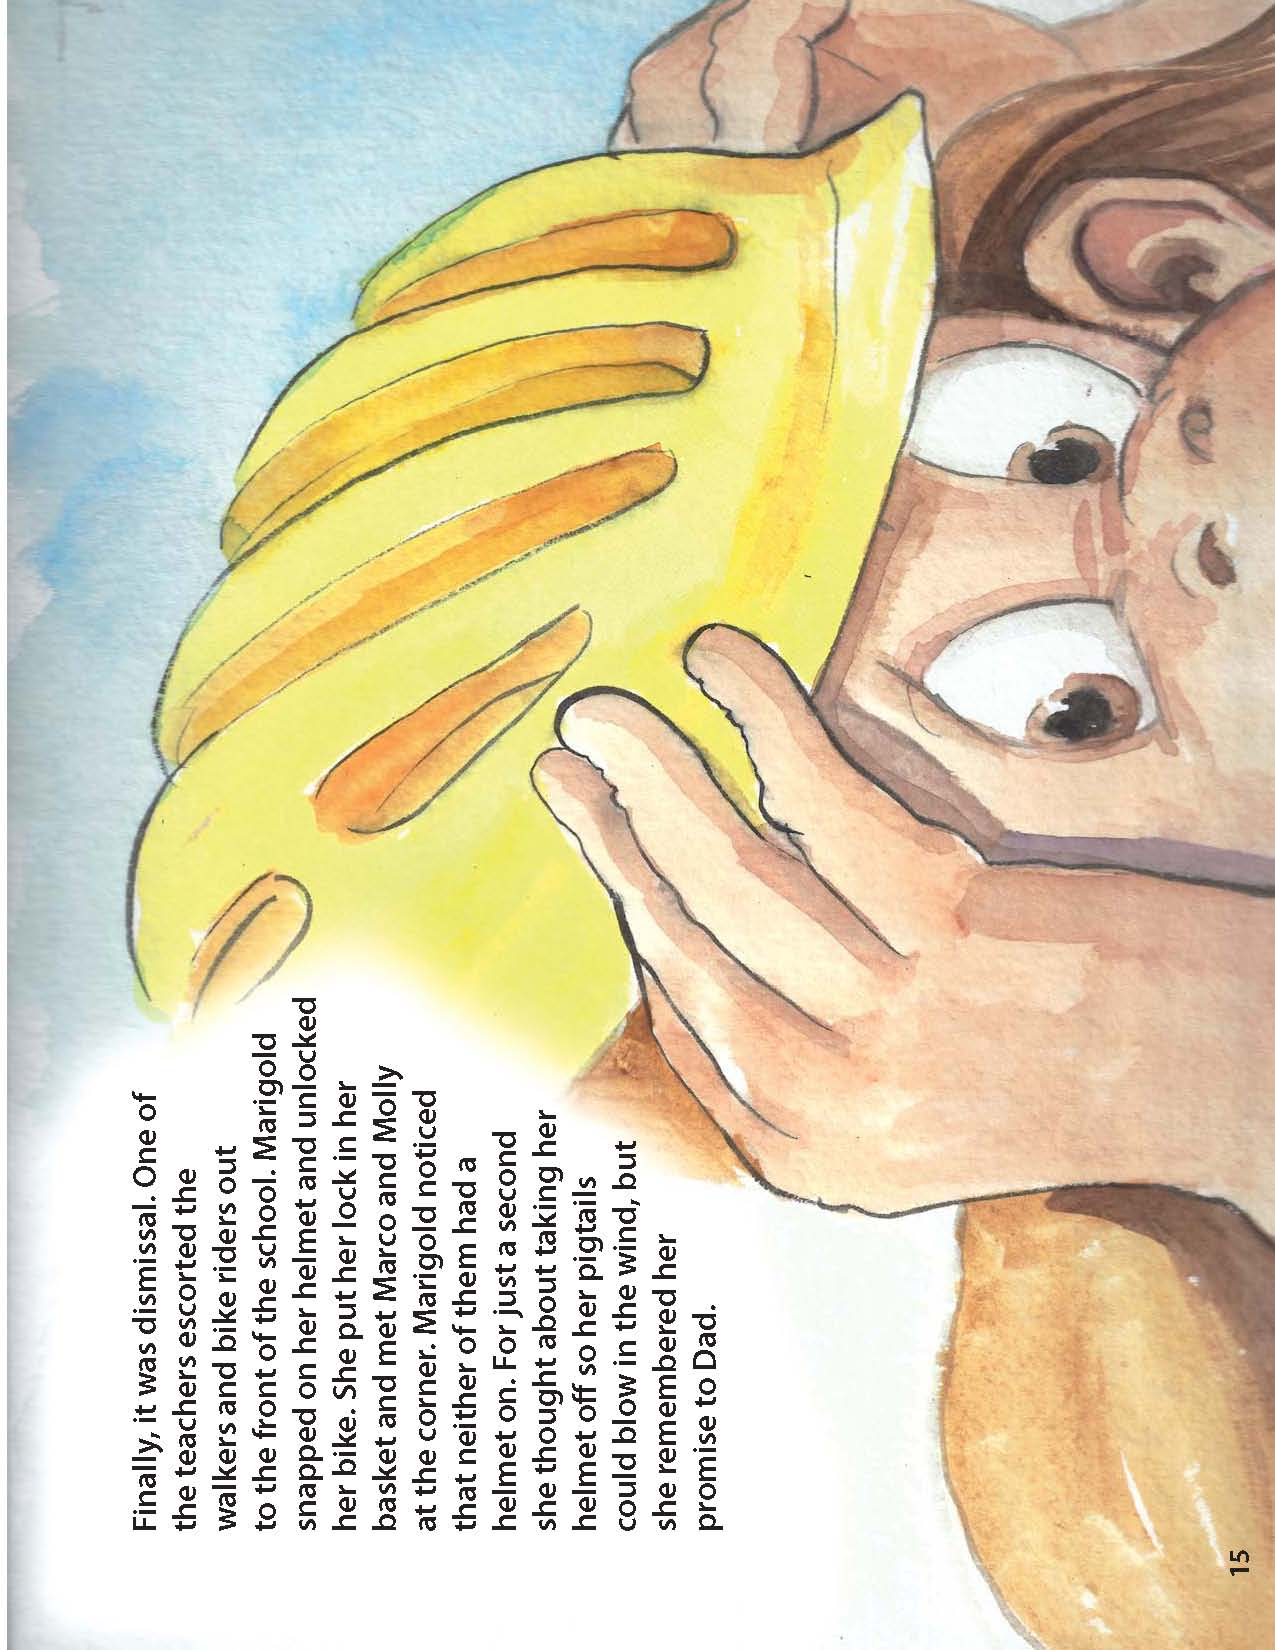 Finally, it was dismissal. One of
the teachers escorted the
walkers and bike riders out
to the front of the school. Marigold
snapped on her helmet and unlocked
her bike. She put her lock in her
basket and met Marco and Molly
at the corner. Marigold noticed
that neither of them had a
helmet on. For just a second
she thought about taking her
helmet off so her pigtails
could blow in the wind, but
she remembered her
promise to Dad.
15